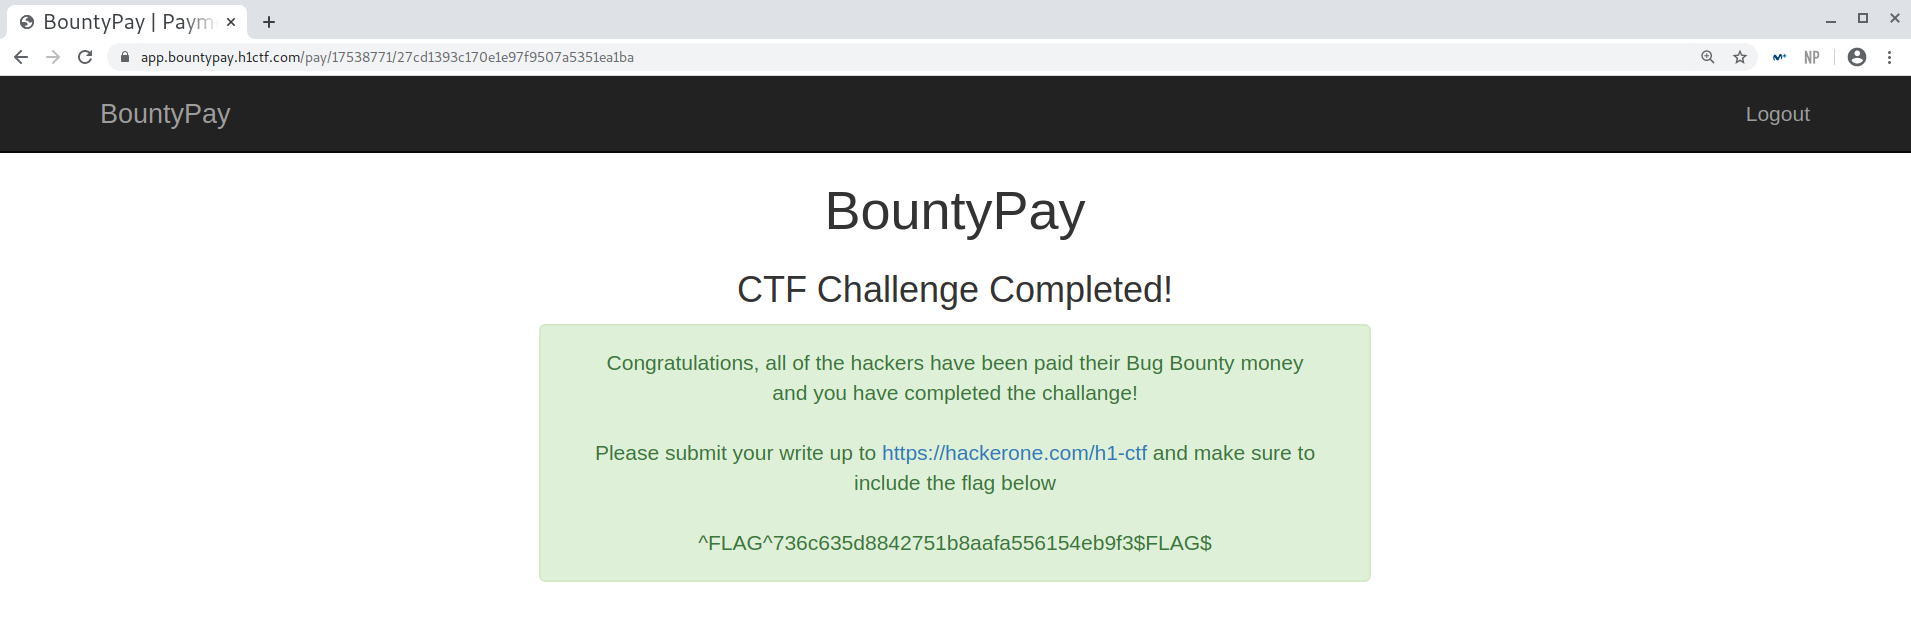 BountyPay | Paym
app.bountypay.h1ctf.com/pay/17538771/27cd1393c170e1e97f9507a5351ea1ba
NP
BountyPay
Logout
BountyPay
CTF Challenge Completed!
Congratulations, all of the hackers have been paid their Bug Bounty money
and you have completed the challange!
Please submit your write up to https://hackerone.com/h1-ctf and make sure to
include the flag below
^FLAG^736c635d8842751b8aafa556154eb9f3$FLAG$